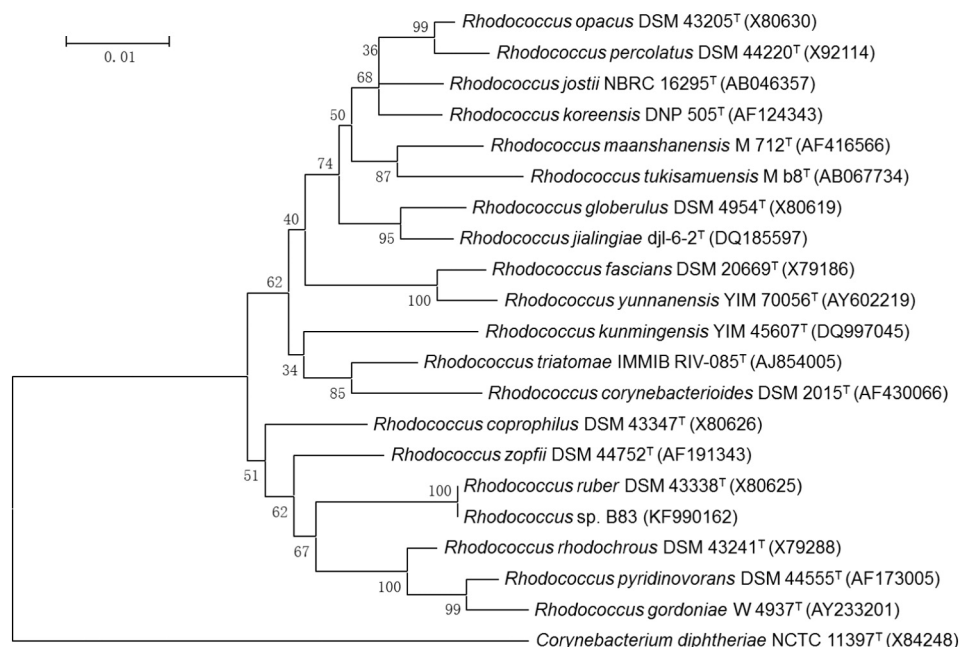 Rhodococcus opacus DSM 43205ᵀ (X80630)
99
36
Rhodococcus percolatus DSM 44220ᵀ (X92114)
0.01
68
Rhodococcus jostii NBRC 16295ᵀ (AB046357)
50
Rhodococcus koreensis DNP 505ᵀ (AF124343)
Rhodococcus maanshanensis M 712ᵀ (AF416566)
74
87
Rhodococcus tukisamuensis M b8ᵀ (AB067734)
Rhodococcus globerulus DSM 4954ᵀ (X80619)
40
95
Rhodococcus jialingiae djl-6-2ᵀ (DQ185597)
Rhodococcus fascians DSM 20669ᵀ (X79186)
62
100
Rhodococcus yunnanensis YIM 70056ᵀ (AY602219)
Rhodococcus kunmingensis YIM 45607ᵀ (DQ997045)
34
Rhodococcus triatomae IMMIB RIV-085ᵀ (AJ854005)
85
Rhodococcus corynebacterioides DSM 2015ᵀ (AF430066)
Rhodococcus coprophilus DSM 43347ᵀ (X80626)
Rhodococcus zopfii DSM 44752ᵀ (AF191343)
51
100
Rhodococcus ruber DSM 43338ᵀ (X80625)
62
Rhodococcus sp. B83 (KF990162)
67
Rhodococcus rhodochrous DSM 43241ᵀ (X79288)
100
Rhodococcus pyridinovorans DSM 44555ᵀ (AF173005)
99
Rhodococcus gordoniae W 4937ᵀ (AY233201)
Corynebacterium diphtheriae NCTC 11397ᵀ (X84248)